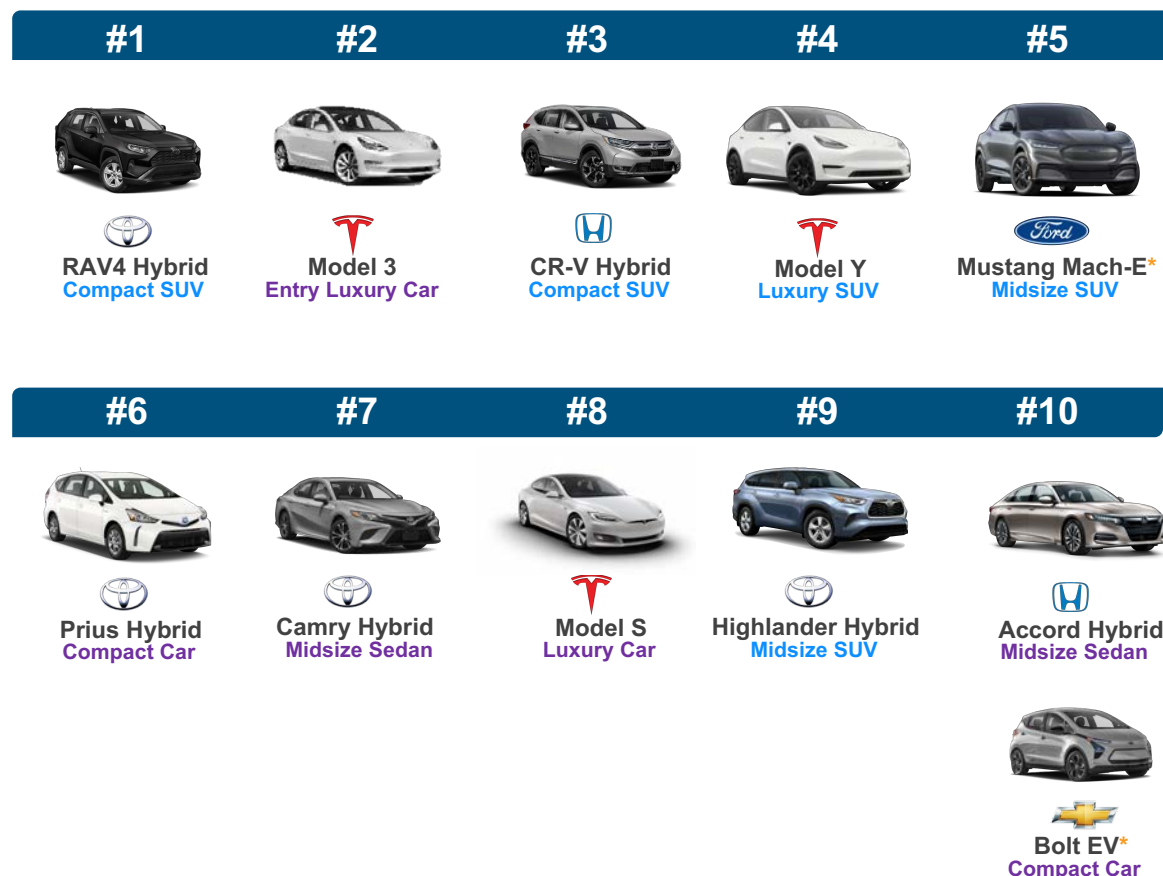 #1 #2 #3 #4 #5
Ford
RAV4 Hybrid Model 3 CR-V Hybrid Model Y Mustang Mach-E*
Compact SUV Entry Luxury Car Compact SUV Luxury SUV Midsize SUV
#6 #7 #8 #9 #10
Prius Hybrid Camry Hybrid Model S Highlander Hybrid Accord Hybrid
Compact Car Midsize Sedan Luxury Car Midsize SUV Midsize Sedan
Bolt EV*
Compact Car